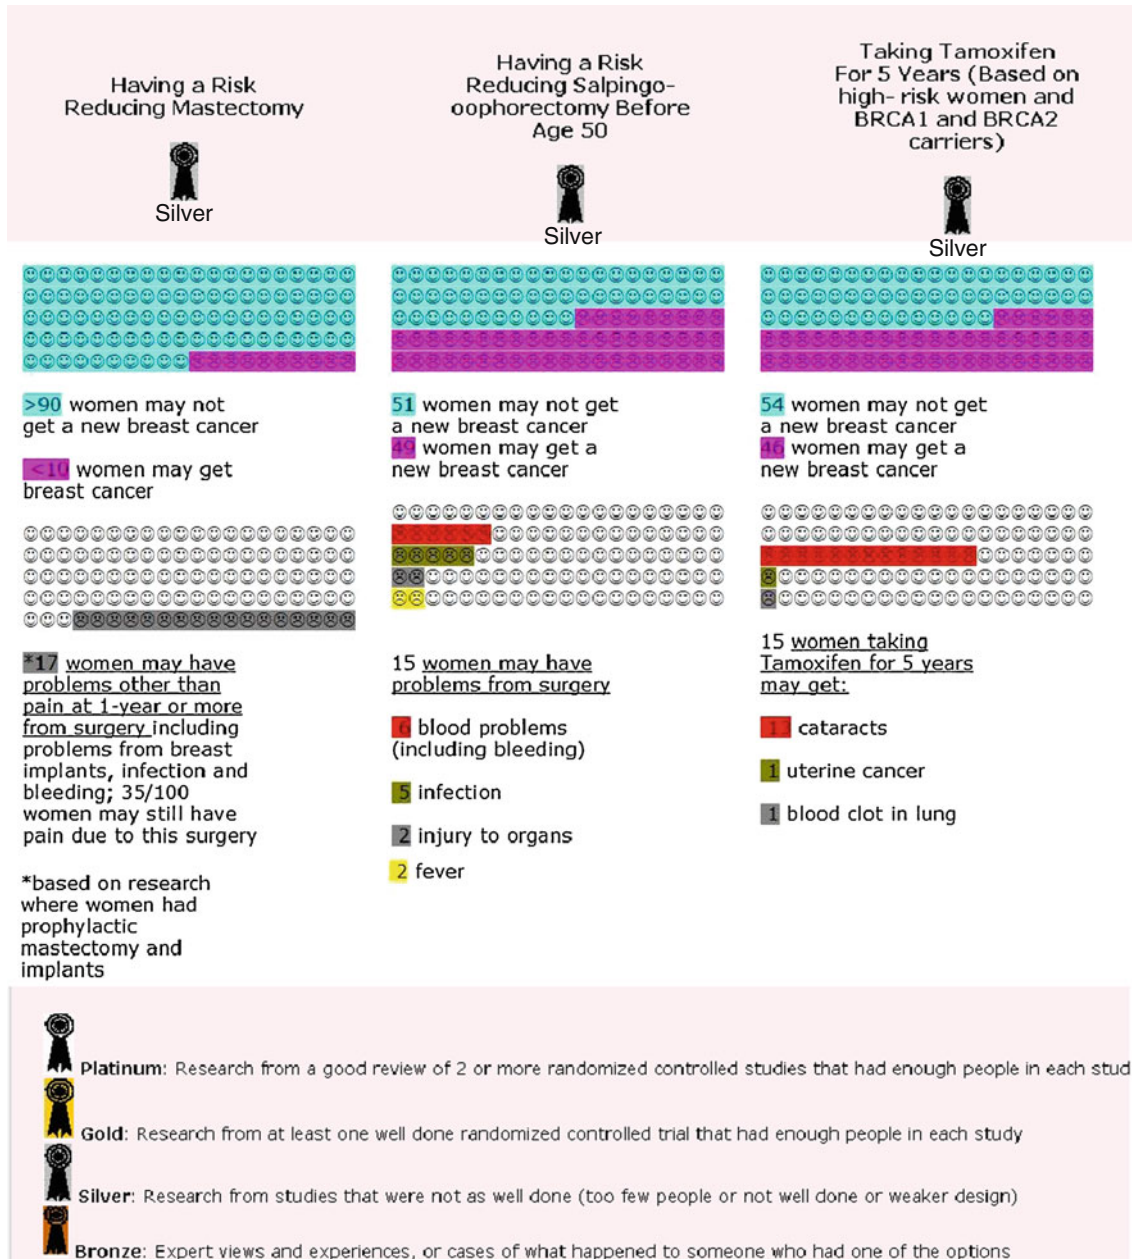 Having a Risk
Reducing Mastectomy
Silver
Having a Risk
Reducing Salpingo-
oophorectomy Before
Age 50
Silver
Taking Tamoxifen
For 5 Years (Based on
high- risk women and
BRCA1 and BRCA2
carriers)
Silver
>90 women may not
get a new breast cancer
<10 women may get
breast cancer
*17 women may have
problems other than
pain at 1-year or more
from surgery including
problems from breast
implants, infection and
bleeding; 35/100
women may still have
pain due to this surgery
*based on research
where women had
prophylactic
mastectomy and
implants
51 women may not get
a new breast cancer
49 women may get a
new breast cancer
15 women may have
problems from surgery
6 blood problems
(including bleeding)
5 infection
2 injury to organs
2 fever
54 women may not get
a new breast cancer
46 women may get a
new breast cancer
15 women taking
Tamoxifen for 5 years
may get:
13 cataracts
1 uterine cancer
1 blood clot in lung
Platinum: Research from a good review of 2 or more randomized controlled studies that had enough people in each stud
Gold: Research from at least one well done randomized controlled trial that had enough people in each study
Silver: Research from studies that were not as well done (too few people or not well done or weaker design)
Bronze: Expert views and experiences, or cases of what happened to someone who had one of the options